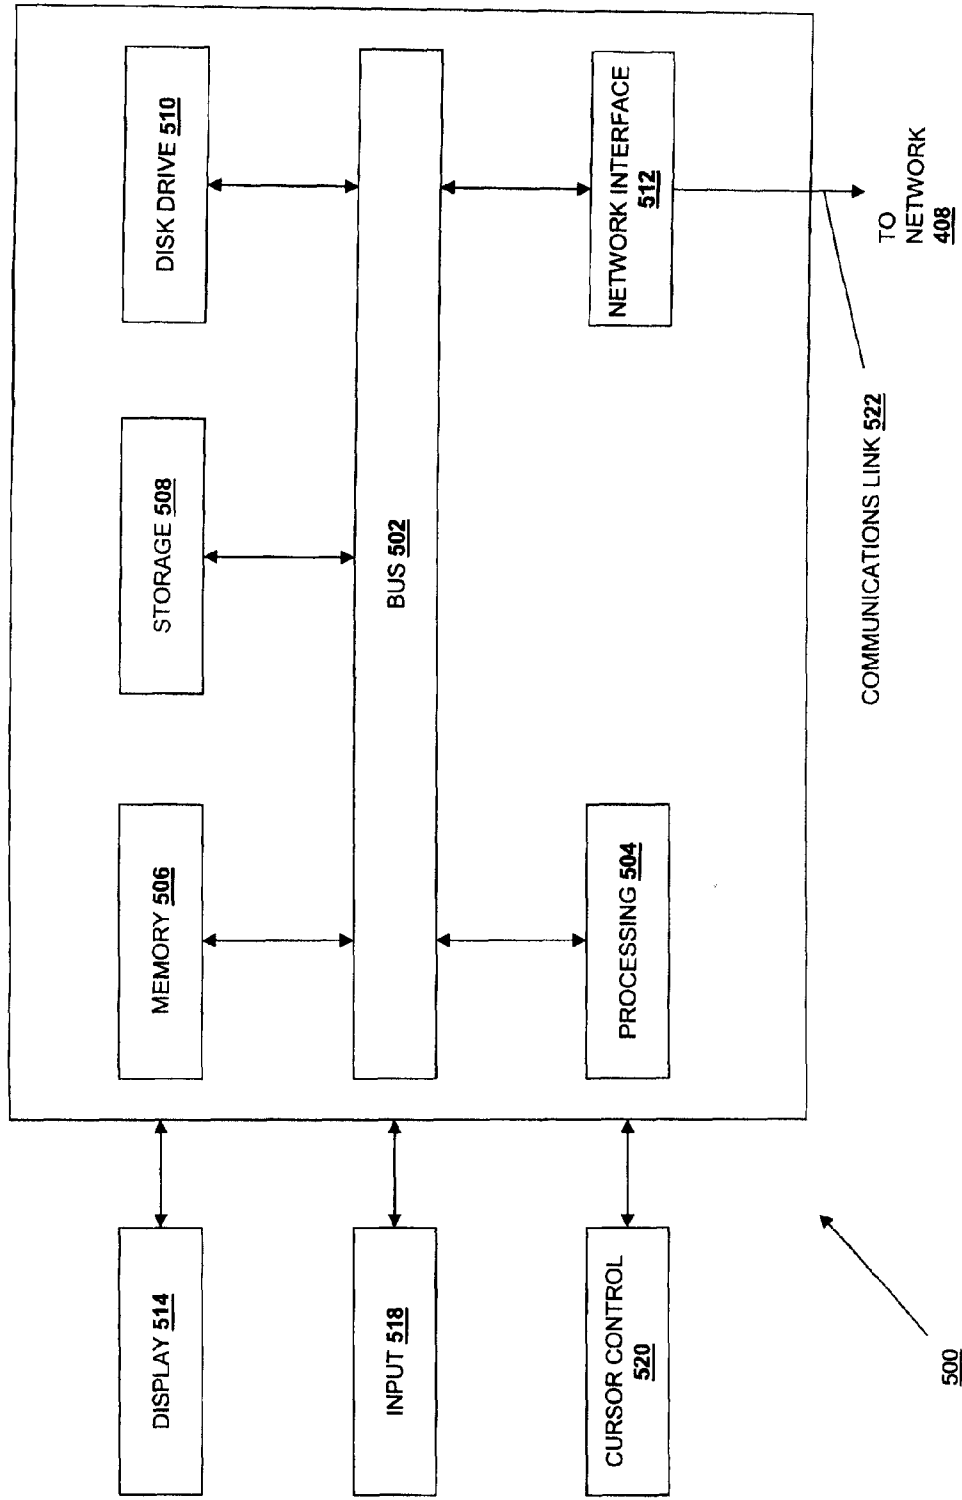 DISPLAY 514
INPUT 518
CURSOR CONTROL
520
MEMORY 506
STORAGE 508
DISK DRIVE 510
BUS 502
PROCESSING 504
NETWORK INTERFACE
512
COMMUNICATIONS LINK 522
TO
NETWORK
408
500